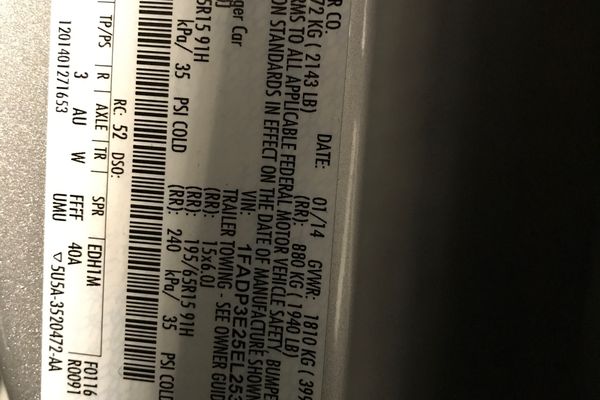 R CO. DATE: 01/14 GVWR: 1810 KG ( 399
72 KG ( 2143 LB) (RR): 880 KG ( 1940 LB)
RMS TO ALL APPLICABLE FEDERAL MOTOR VEHICLE SAFETY, BUMPE
ON STANDARDS IN EFFECT ON THE DATE OF MANUFACTURE SHOWN
VIN: 1FADP3E25EL253
ger Car TRAILER TOWING - SEE OWNER GUID
J (RR): 15x6.0J
5R15 91H (RR): 195/65R15 91H
kPa/ 35 PSI COLD (RR): 240 kPa/ 35 PSI COLD
RC: 52 DSO:
TP/PS | R | AXLE | TR | SPR EDH1M F0116
3 AU W FFFF 40A R0091
1201401271653 UMU ▽5U5A-3520472-AA